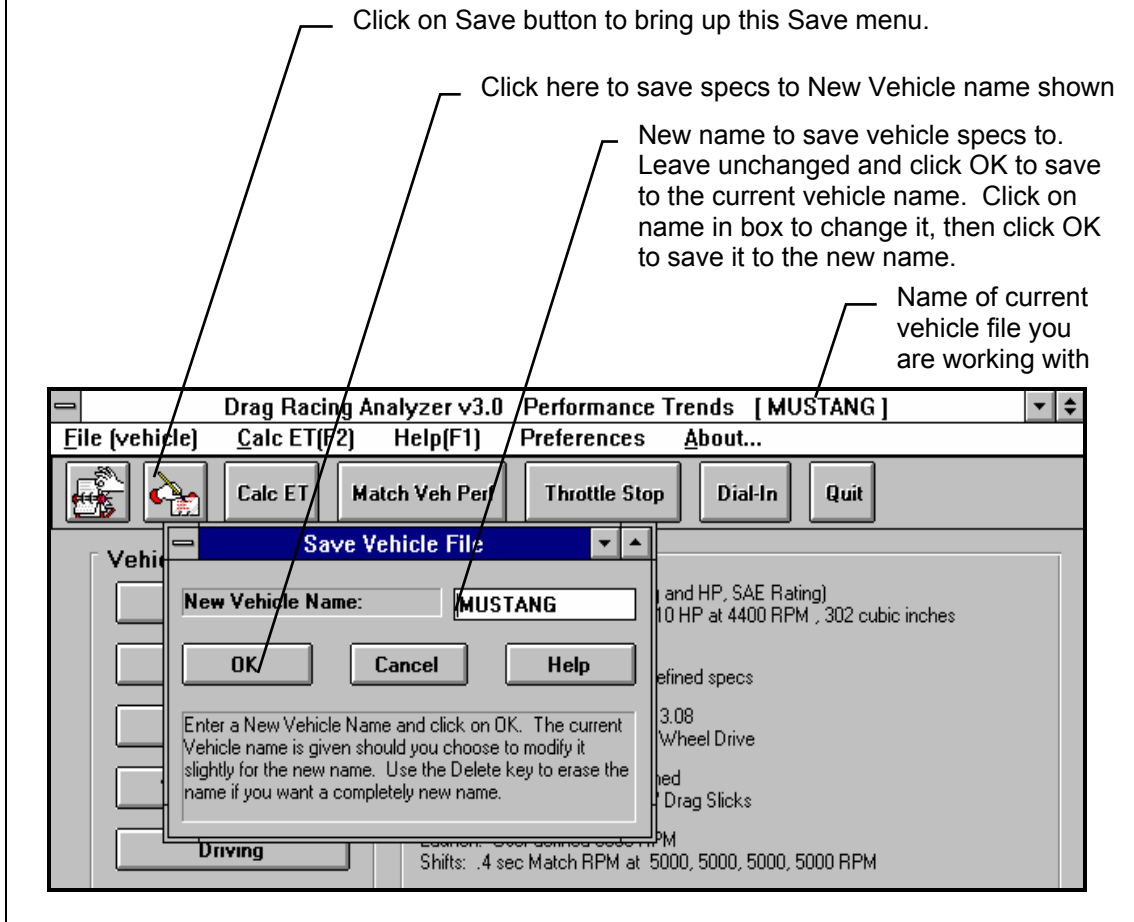 Click on Save button to bring up this Save menu.
Click here to save specs to New Vehicle name shown
New name to save vehicle specs to.
Leave unchanged and click OK to save
to the current vehicle name.  Click on
name in box to change it, then click OK
to save it to the new name.
Name of current
vehicle file you
are working with
Drag Racing Analyzer v3.0   Performance Trends   [ MUSTANG ]
File (vehicle)   Calc ET(F2)   Help(F1)   Preferences   About...
Calc ET   Match Veh Perf   Throttle Stop   Dial-In   Quit
Save Vehicle File
New Vehicle Name:   MUSTANG
OK   Cancel   Help
Enter a New Vehicle Name and click on OK.  The current
Vehicle name is given should you choose to modify it
slightly for the new name.  Use the Delete key to erase the
name if you want a completely new name.
and HP, SAE Rating)
10 HP at 4400 RPM , 302 cubic inches
efined specs
3.08
Wheel Drive
ned
Drag Slicks
Driving
Shifts:  .4 sec Match RPM at  5000, 5000, 5000, 5000 RPM